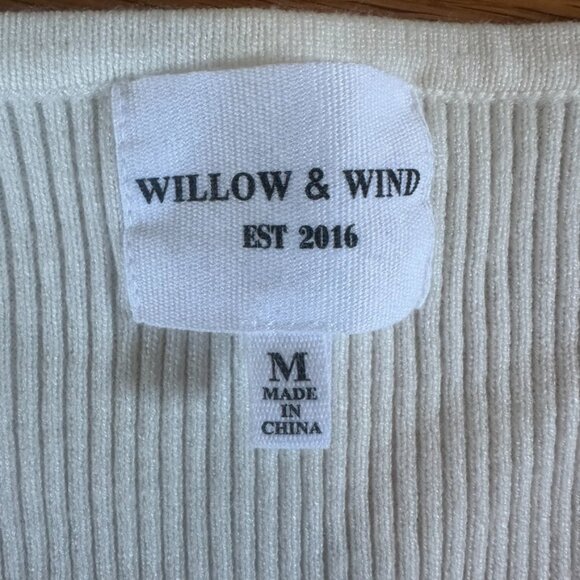 WILLOW & WIND
EST 2016
M
MADE
IN
CHINA